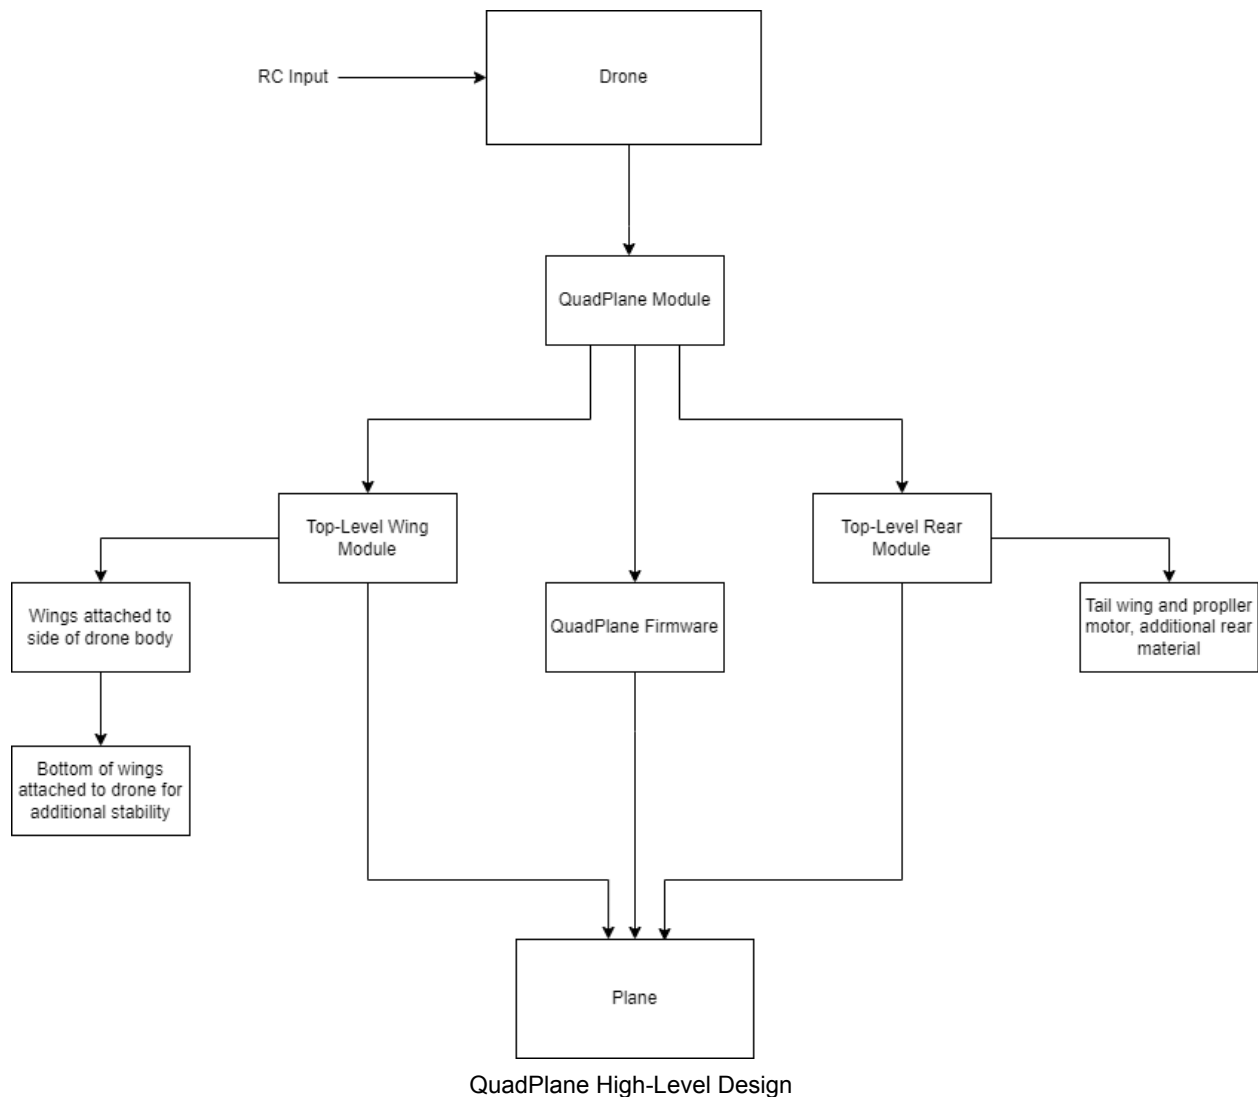 RC Input
Drone
QuadPlane Module
Top-Level Wing
Module
Top-Level Rear
Module
Wings attached to
side of drone body
QuadPlane Firmware
Tail wing and propller
motor, additional rear
material
Bottom of wings
attached to drone for
additional stability
Plane
QuadPlane High-Level Design